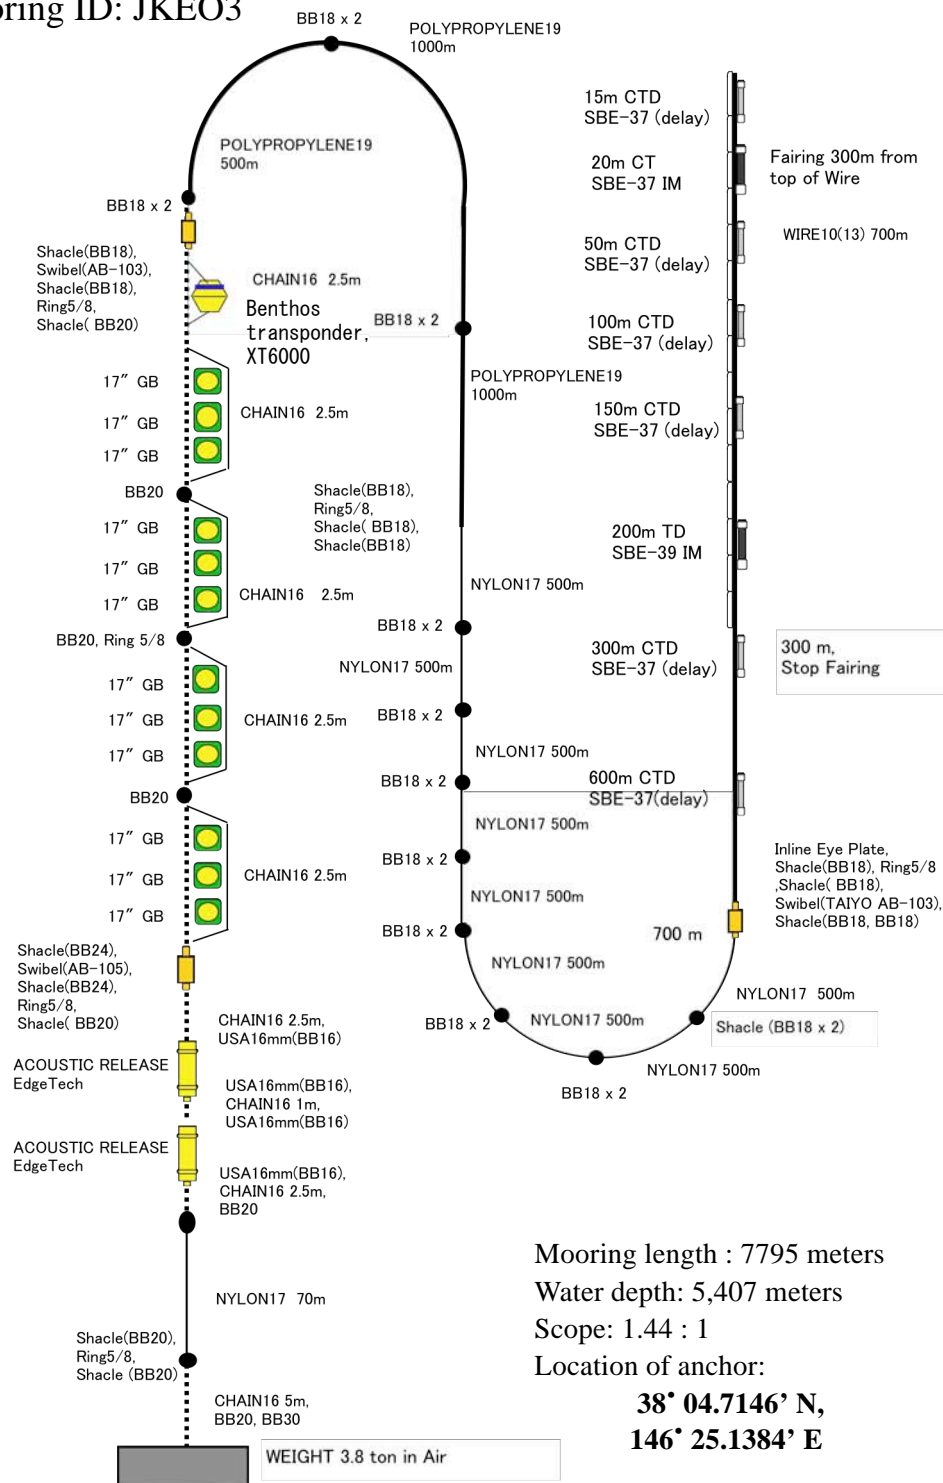 oring ID: JKEO3
BB18 x 2
POLYPROPYLENE19
1000m
POLYPROPYLENE19
500m
BB18 x 2
Shacle(BB18),
Swibel(AB-103),
Shacle(BB18),
Ring5/8,
Shacle( BB20)
CHAIN16  2.5m
Benthos
transponder,
XT6000
BB18 x 2
17" GB
17" GB
17" GB
CHAIN16  2.5m
POLYPROPYLENE19
1000m
BB20
Shacle(BB18),
Ring5/8,
Shacle( BB18),
Shacle(BB18)
17" GB
17" GB
17" GB
CHAIN16   2.5m
NYLON17 500m
BB20, Ring 5/8
BB18 x 2
NYLON17 500m
17" GB
17" GB
17" GB
CHAIN16 2.5m
BB18 x 2
NYLON17 500m
BB20
BB18 x 2
NYLON17 500m
17" GB
17" GB
17" GB
CHAIN16 2.5m
BB18 x 2
NYLON17 500m
BB18 x 2
Shacle(BB24),
Swibel(AB-105),
Shacle(BB24),
Ring5/8,
Shacle( BB20)
NYLON17 500m
BB18 x 2
NYLON17 500m
BB18 x 2
NYLON17 500m
Shacle (BB18 x 2)
NYLON17  500m
CHAIN16 2.5m,
USA16mm(BB16)
ACOUSTIC RELEASE
EdgeTech
USA16mm(BB16),
CHAIN16 1m,
USA16mm(BB16)
ACOUSTIC RELEASE
EdgeTech
USA16mm(BB16),
CHAIN16 2.5m,
BB20
NYLON17  70m
Shacle(BB20),
Ring5/8,
Shacle (BB20)
CHAIN16 5m,
BB20, BB30
WEIGHT 3.8 ton in Air
15m CTD
SBE-37 (delay)
20m CT
SBE-37 IM
Fairing 300m from
top of Wire
50m CTD
SBE-37 (delay)
WIRE10(13) 700m
100m CTD
SBE-37 (delay)
150m CTD
SBE-37 (delay)
200m TD
SBE-39 IM
300m CTD
SBE-37 (delay)
300 m,
Stop Fairing
600m CTD
SBE-37(delay)
Inline Eye Plate,
Shacle(BB18), Ring5/8
,Shacle( BB18),
Swibel(TAIYO AB-103),
Shacle(BB18, BB18)
700 m
Mooring length : 7795 meters
Water depth: 5,407 meters
Scope: 1.44 : 1
Location of anchor:
38° 04.7146' N,
146° 25.1384' E